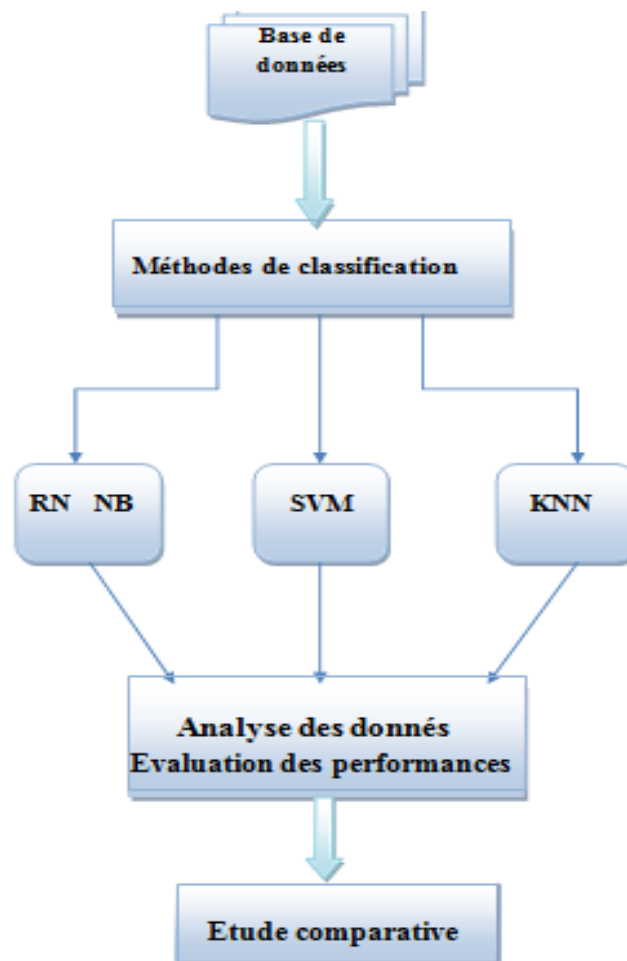 Base de
données
Méthodes de classification
RN NB
SVM
KNN
Analyse des donnés
Evaluation des performances
Etude comparative